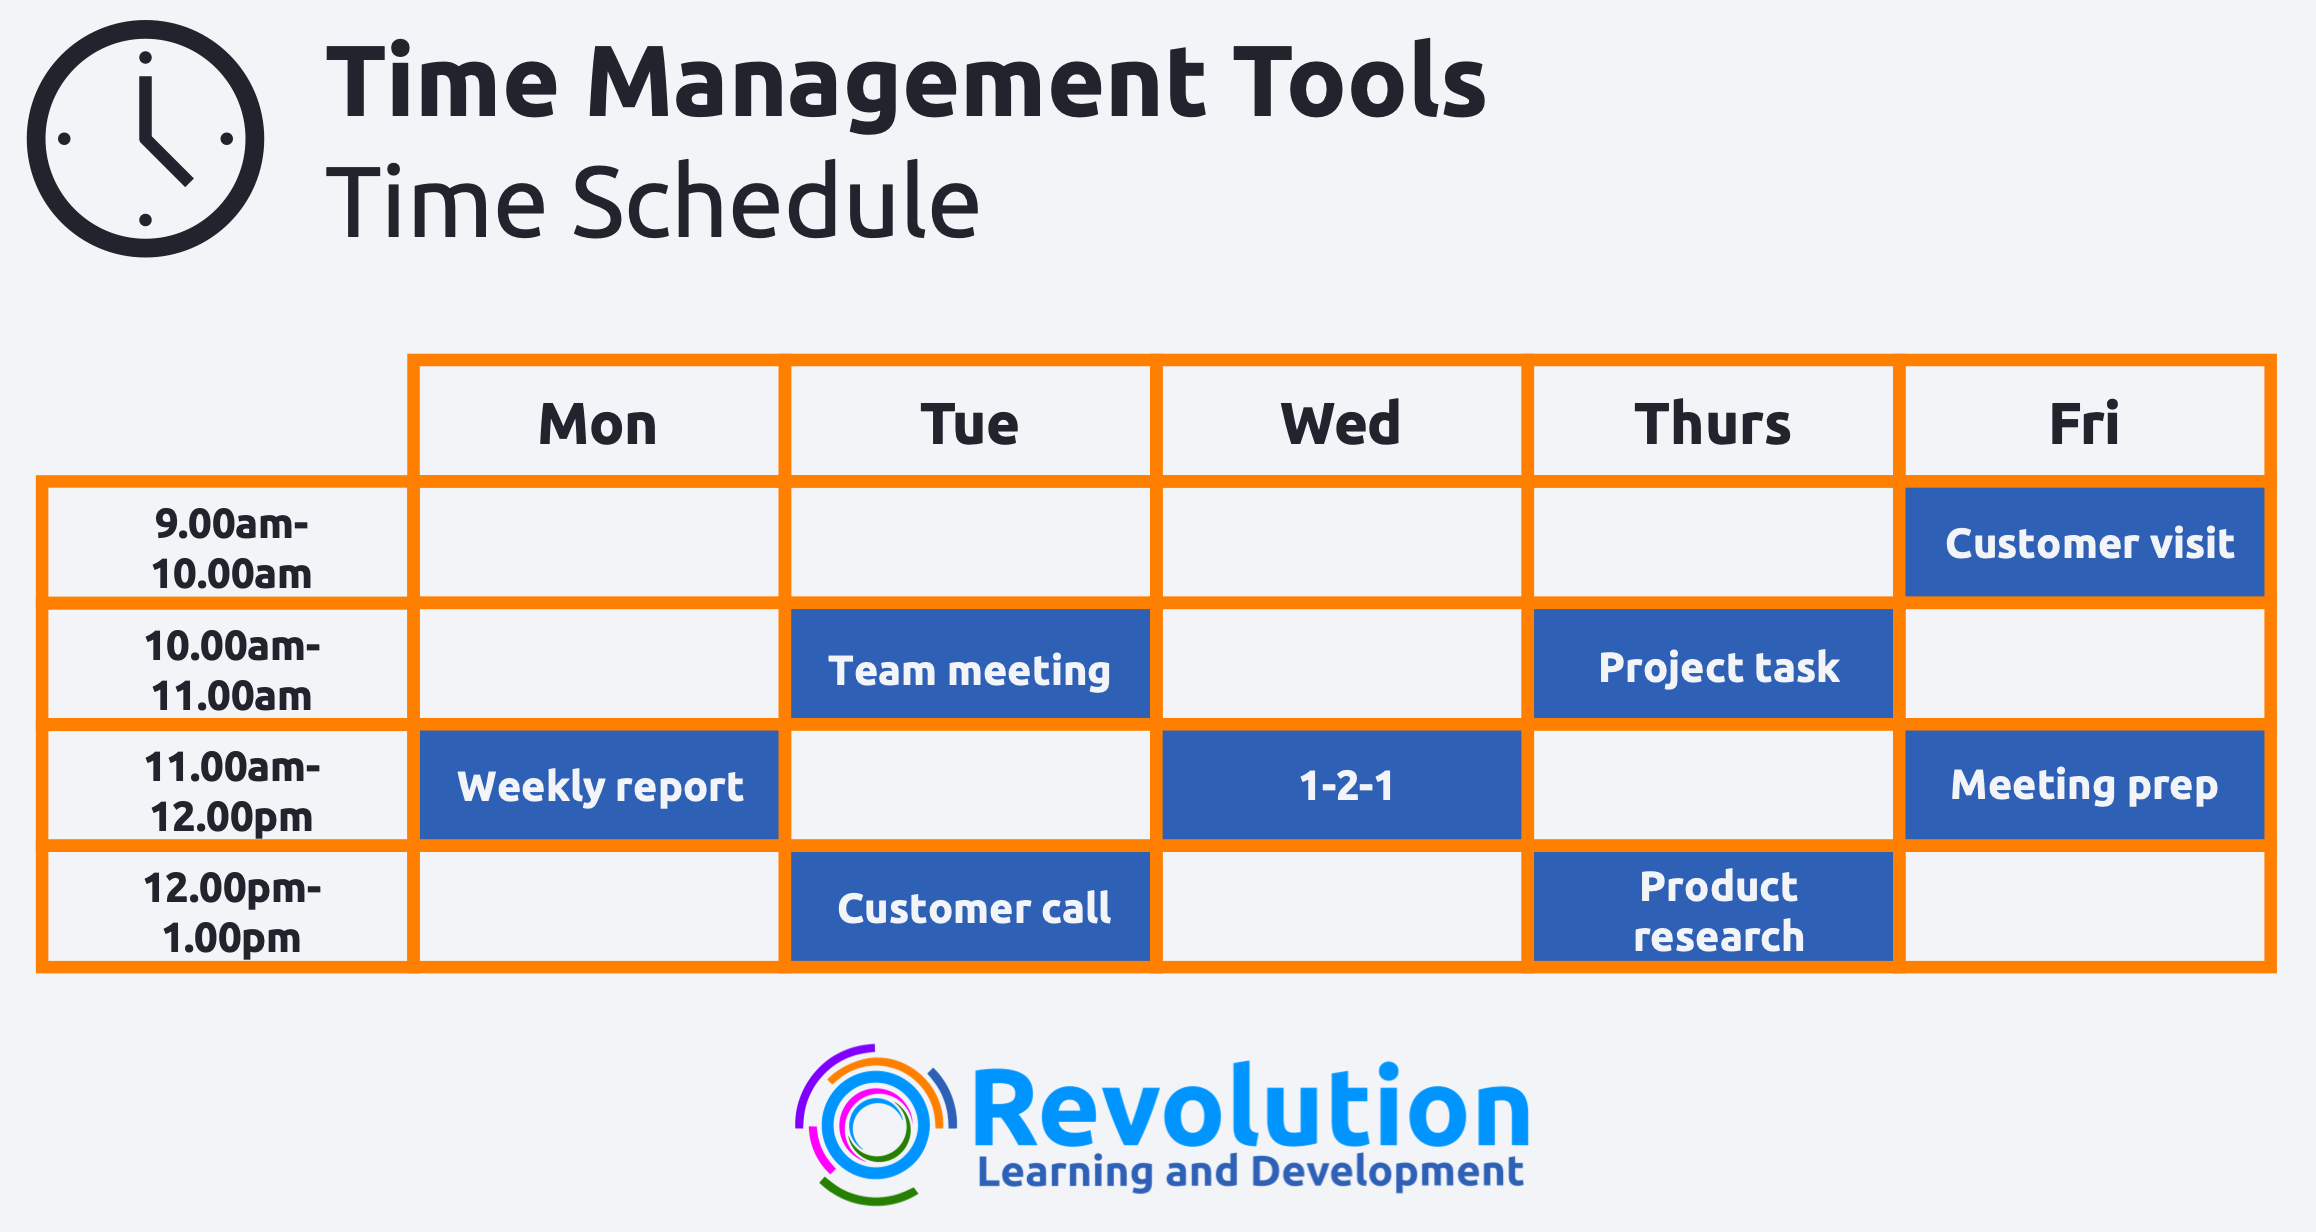 Time Management Tools
Time Schedule
Mon Tue Wed Thurs Fri
9.00am-
10.00am
Customer visit
10.00am-
11.00am
Team meeting
Project task
11.00am-
12.00pm
Weekly report
1-2-1
Meeting prep
12.00pm-
1.00pm
Customer call
Product
research
Revolution
Learning and Development